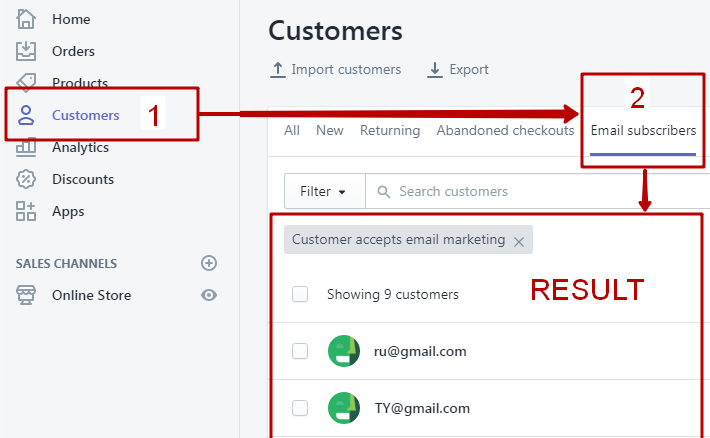 Home
Orders
Products
Customers 1
Analytics
Discounts
Apps
SALES CHANNELS
Online Store
Customers
Import customers Export
2
All New Returning Abandoned checkouts Email subscribers
Filter Search customers
Customer accepts email marketing
RESULT
Showing 9 customers
ru@gmail.com
TY@gmail.com